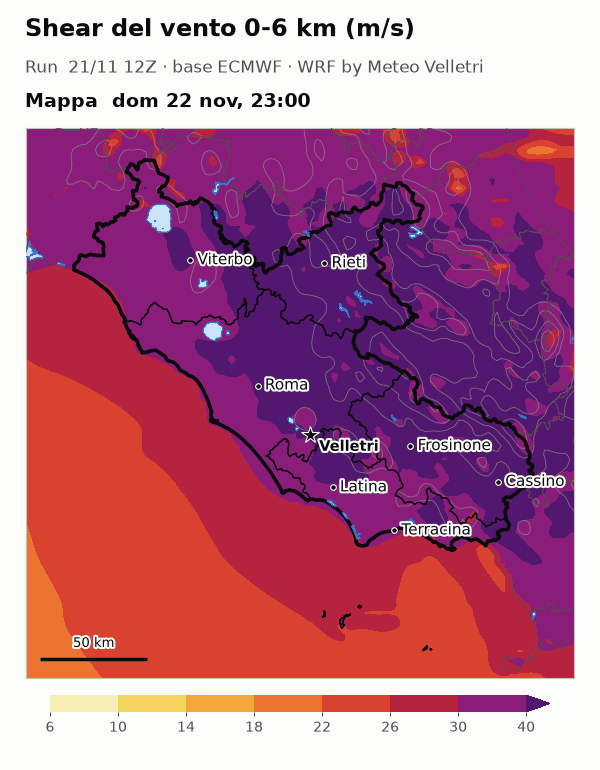 Shear del vento 0-6 km (m/s)
Run 21/11 12Z · base ECMWF · WRF by Meteo Velletri
Mappa dom 22 nov, 23:00
Viterbo
Rieti
Roma
Velletri
Frosinone
Latina
Cassino
Terracina
50 km
6 10 14 18 22 26 30 40